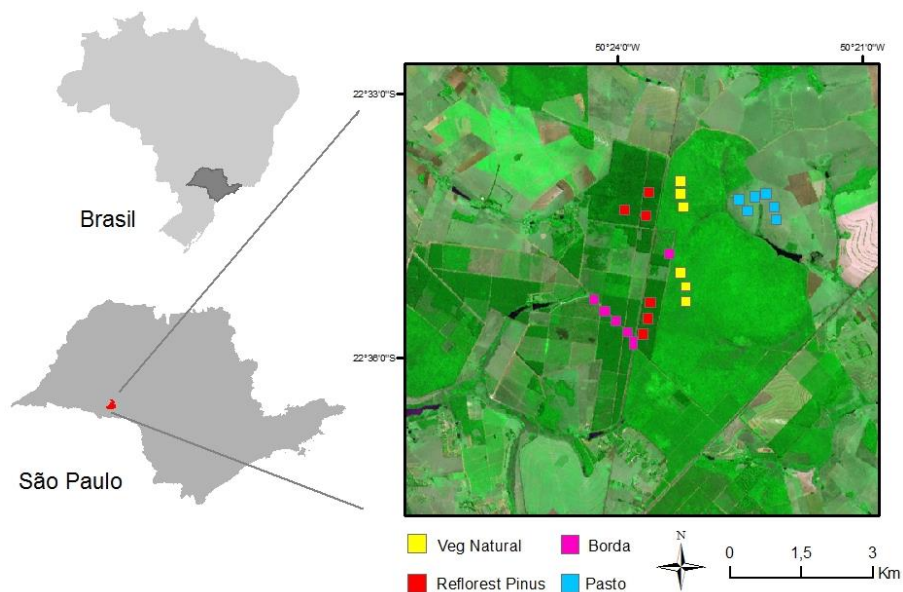 50°24'0"W
50°21'0"W
22°33'0"S
Brasil
22°36'0"S
São Paulo
Veg Natural
Borda
N
0
1,5
3
Km
Reflorest Pinus
Pasto